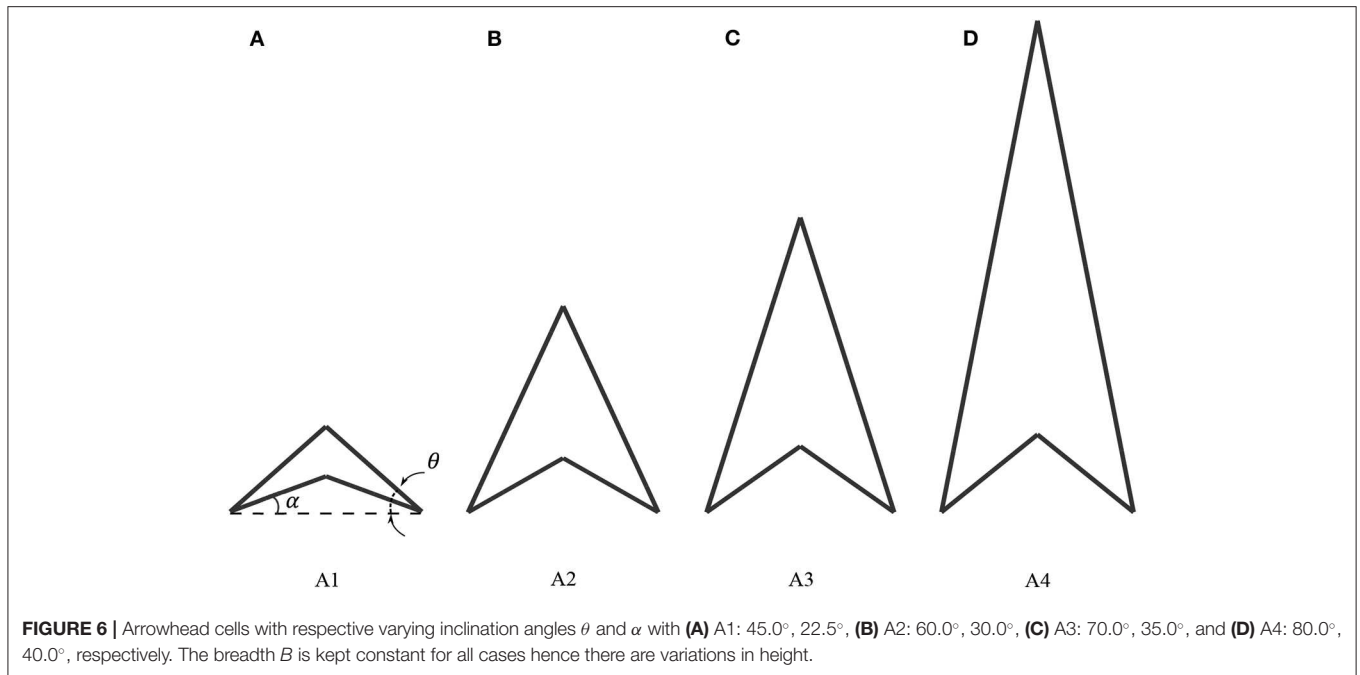 A
B
C
D
θ
α
A1
A2
A3
A4
FIGURE 6 | Arrowhead cells with respective varying inclination angles θ and α with (A) A1: 45.0°, 22.5°, (B) A2: 60.0°, 30.0°, (C) A3: 70.0°, 35.0°, and (D) A4: 80.0°,
40.0°, respectively. The breadth B is kept constant for all cases hence there are variations in height.